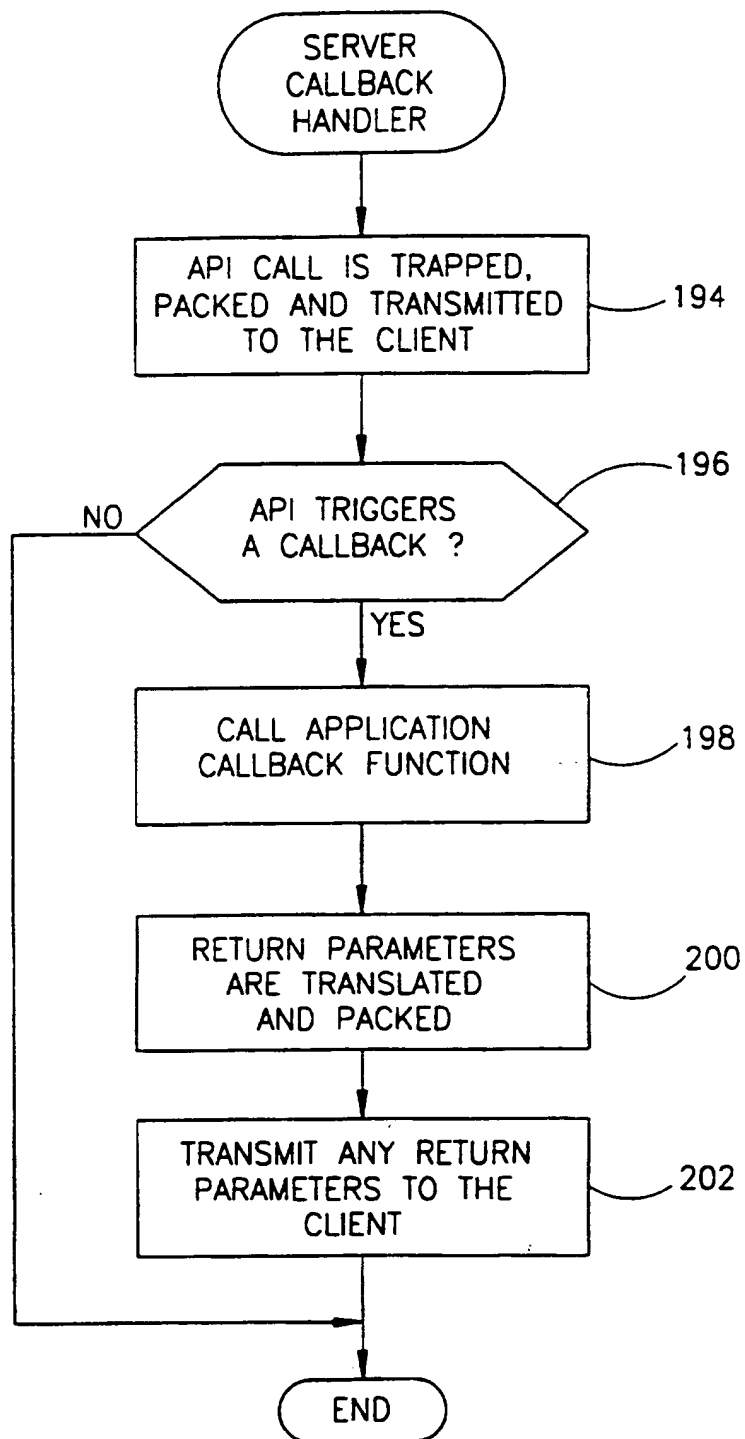 SERVER
CALLBACK
HANDLER
API CALL IS TRAPPED,
PACKED AND TRANSMITTED
TO THE CLIENT
194
196
API TRIGGERS
A CALLBACK ?
NO
YES
CALL APPLICATION
CALLBACK FUNCTION
198
RETURN PARAMETERS
ARE TRANSLATED
AND PACKED
200
TRANSMIT ANY RETURN
PARAMETERS TO THE
CLIENT
202
END